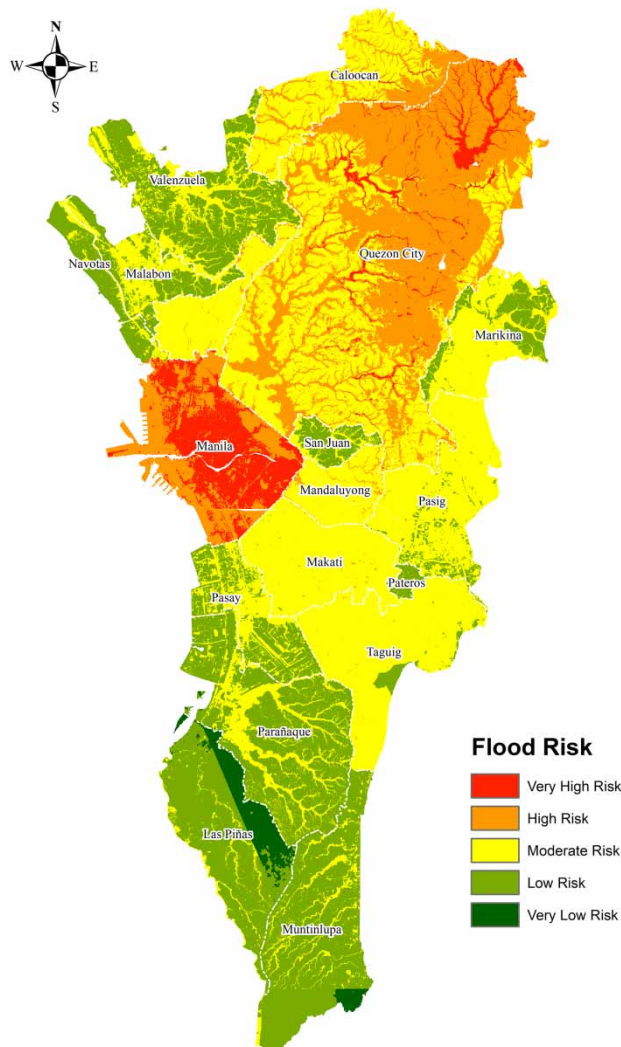 N
W E
S
Caloocan
Valenzuela
Quezon City
Navotas
Malabon
Marikina
Manila
San Juan
Mandaluyong
Pasig
Makati
Pateros
Pasay
Taguig
Parañaque
Las Piñas
Muntinlupa
Flood Risk
Very High Risk
High Risk
Moderate Risk
Low Risk
Very Low Risk